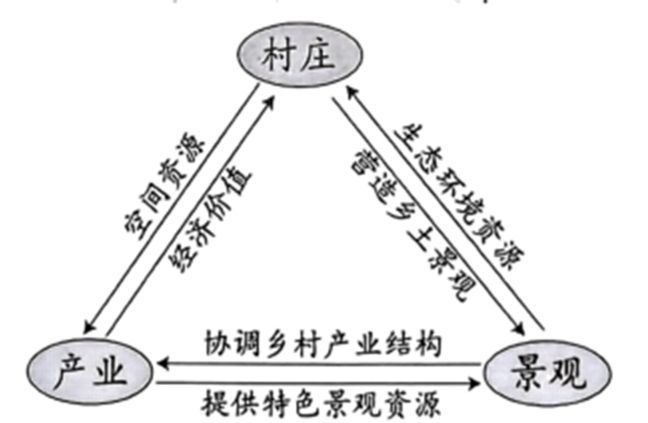 村庄
空间资源
经济价值
生态环境资源
营造乡土景观
协调乡村产业结构
产业
景观
提供特色景观资源